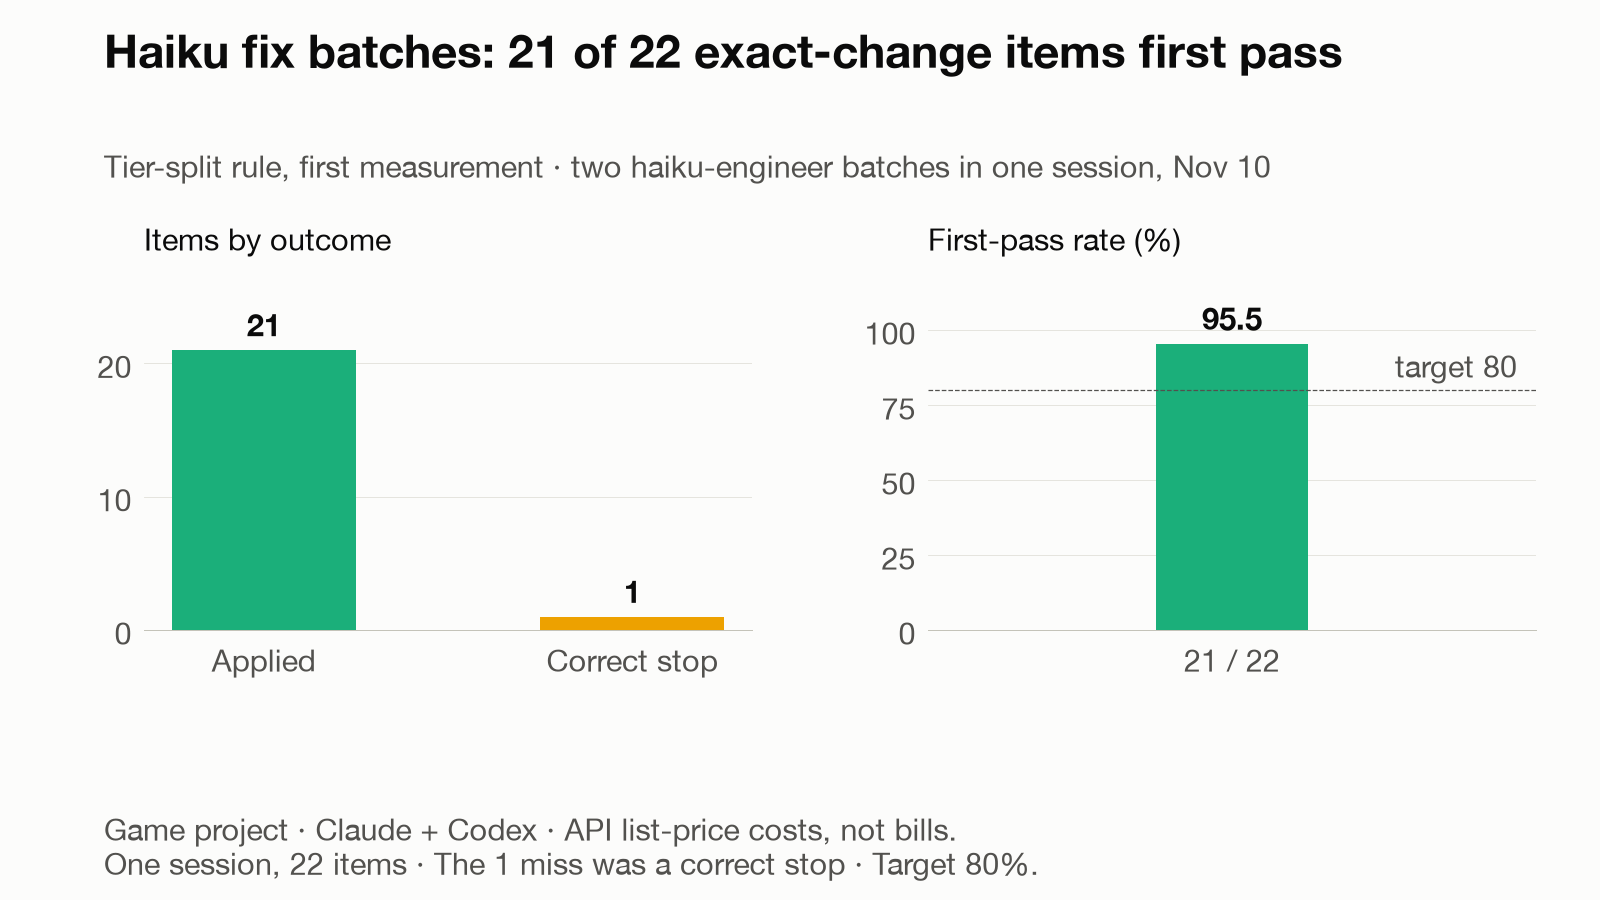 Haiku fix batches: 21 of 22 exact-change items first pass
Tier-split rule, first measurement · two haiku-engineer batches in one session, Nov 10
Items by outcome
21
20
10
1
0
Applied
Correct stop
First-pass rate (%)
95.5
100
target 80
75
50
25
0
21 / 22
Game project · Claude + Codex · API list-price costs, not bills.
One session, 22 items · The 1 miss was a correct stop · Target 80%.